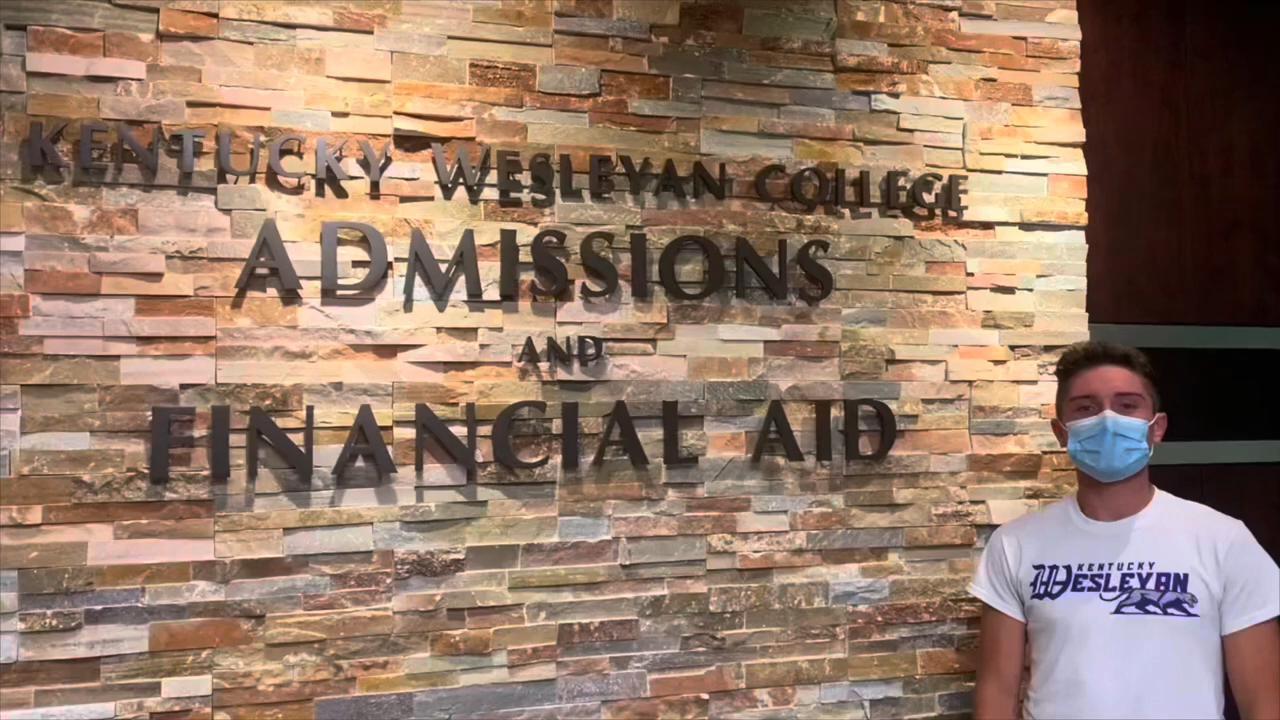 KENTUCKY WESLEYAN COLLEGE
ADMISSIONS
AND
FINANCIAL AID
KENTUCKY
WESLEYAN